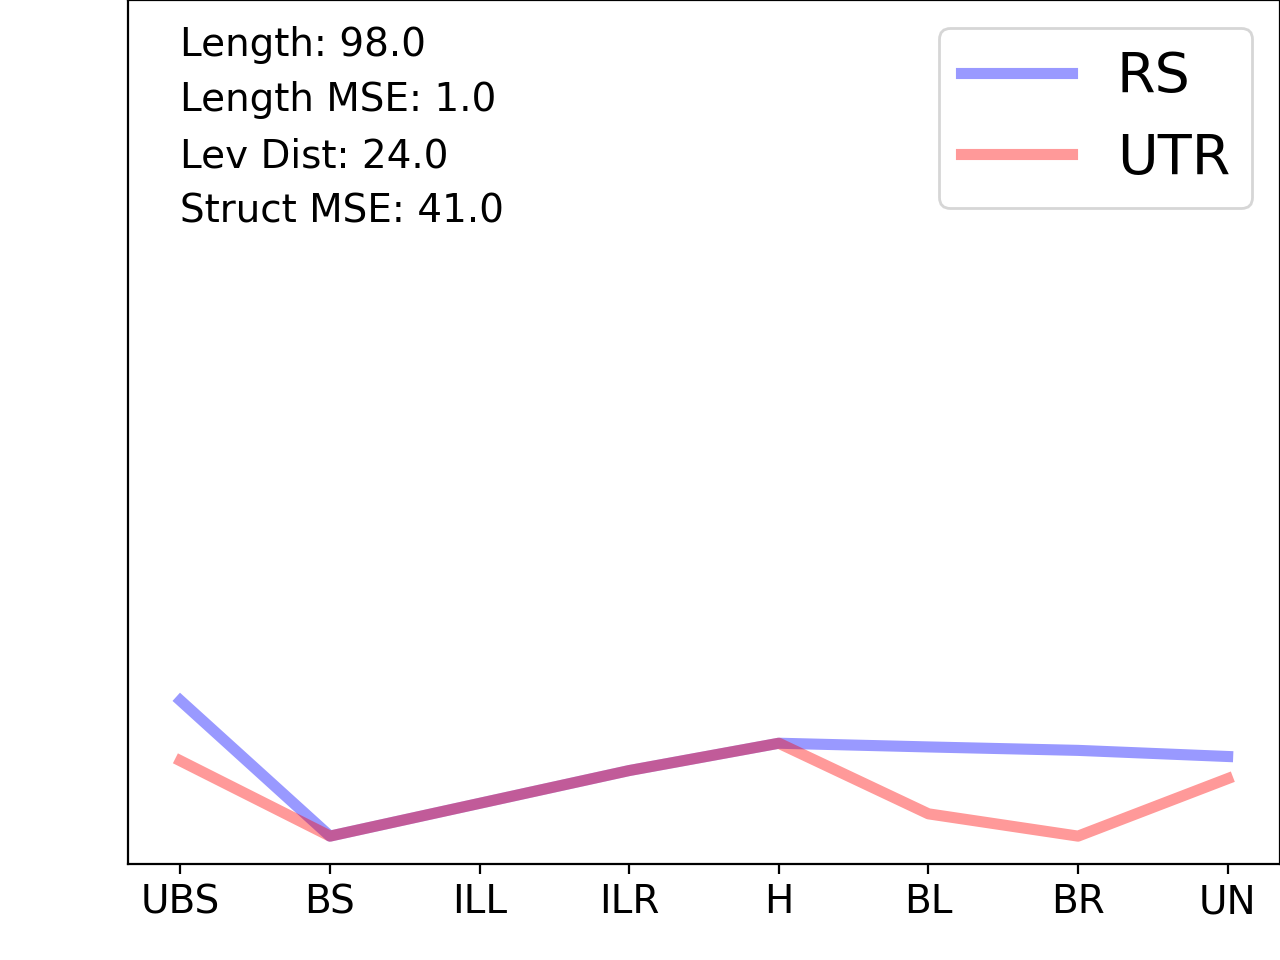 Length: 98.0
Length MSE: 1.0
Lev Dist: 24.0
Struct MSE: 41.0
RS
UTR
UBS BS ILL ILR H BL BR UN